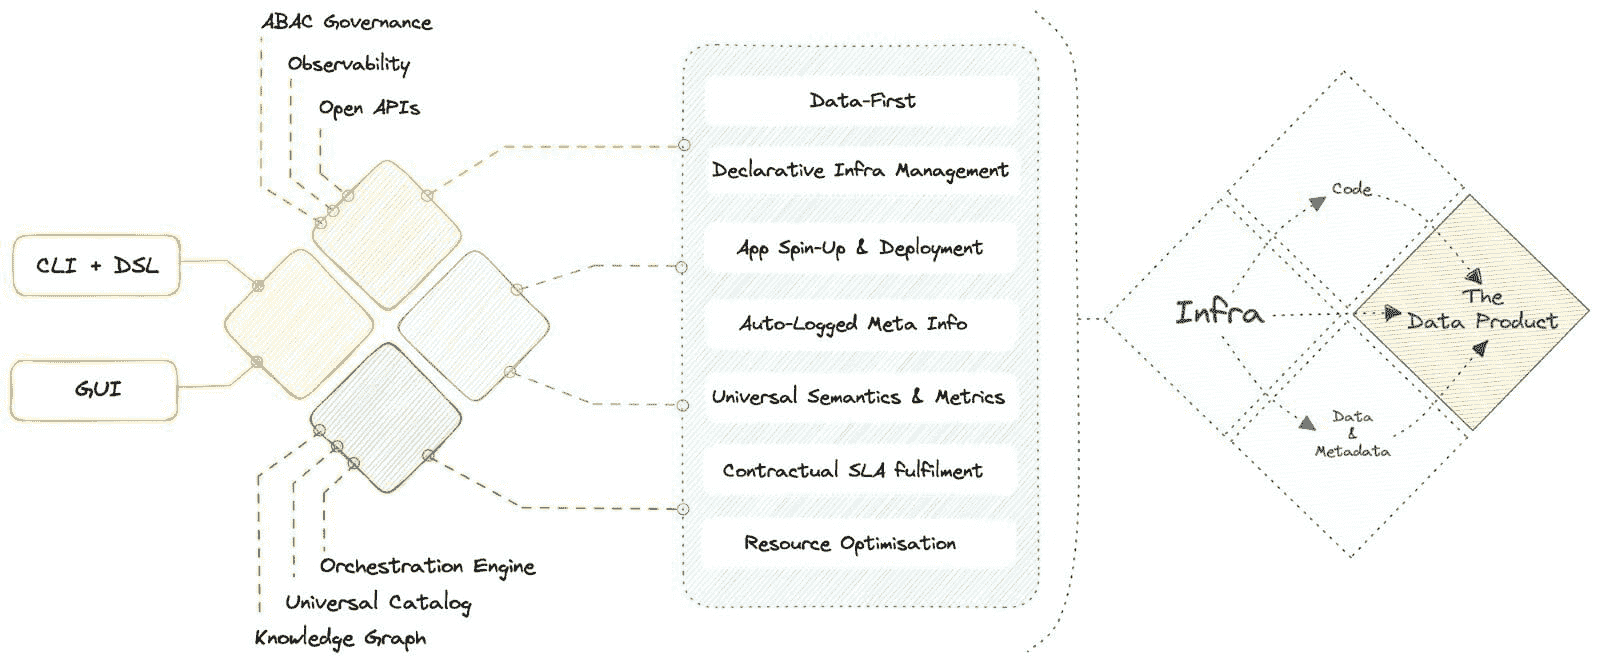 ABAC Governance
Observability
Open APIs
CLI + DSL
GUI
Orchestration Engine
Universal Catalog
Knowledge Graph
Data-First
Declarative Infra Management
App Spin-Up & Deployment
Auto-Logged Meta Info
Universal Semantics & Metrics
Contractual SLA fulfilment
Resource Optimisation
Infra
Code
Data
&
Metadata
The
Data Product